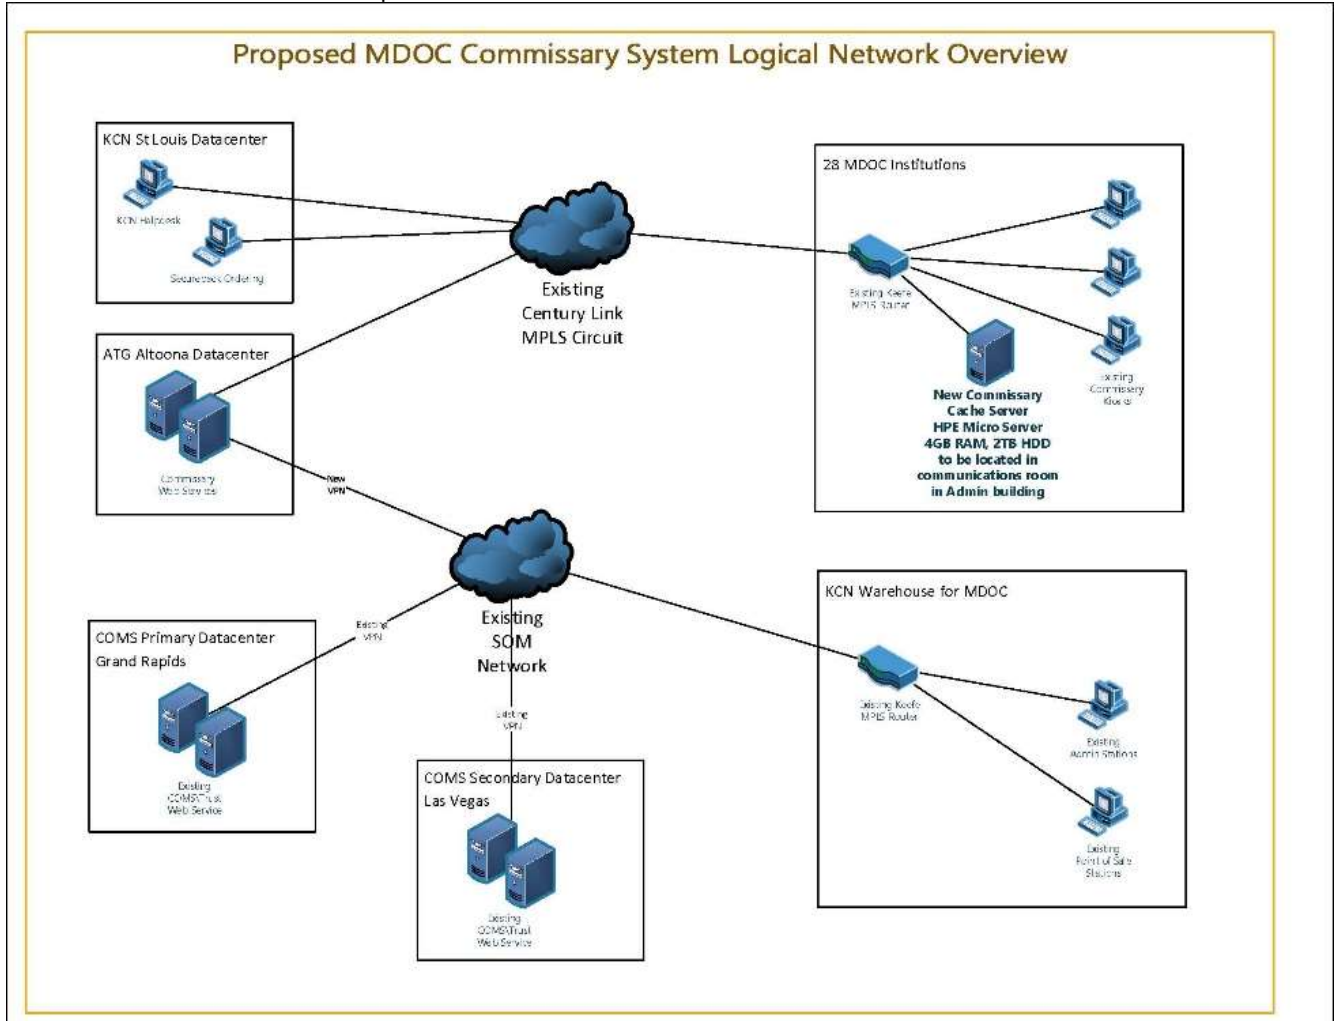 Proposed MDOC Commissary System Logical Network Overview
KCN St Louis Datacenter
KCN Helpdesk
Securepack Ordering
Existing
Century Link
MPLS Circuit
28 MDOC Institutions
Existing Keefe
MPLS Router
Existing
Commissary
Kiosks
New Commissary
Cache Server
HPE Micro Server
4GB RAM, 2TB HDD
to be located in
communications room
in Admin building
ATG Altoona Datacenter
Commissary
Web Services
New
VPN
Existing
SOM
Network
COMS Primary Datacenter
Grand Rapids
Existing
VPN
Existing
COMS\Trust
Web Service
Existing
VPN
COMS Secondary Datacenter
Las Vegas
Existing
COMS\Trust
Web Service
KCN Warehouse for MDOC
Existing Keefe
MPLS Router
Existing
Admin Stations
Existing
Point of Sale
Stations